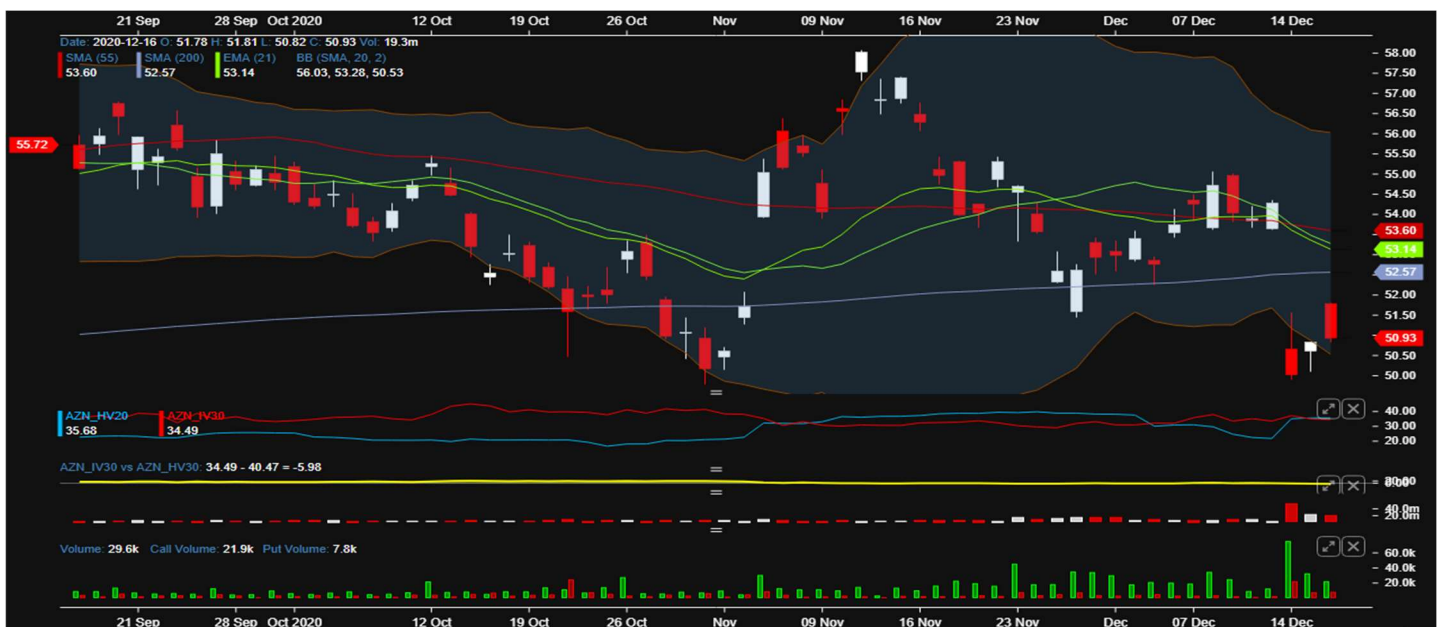 21 Sep 28 Sep Oct 2020 12 Oct 19 Oct 26 Oct Nov 09 Nov 16 Nov 23 Nov Dec 07 Dec 14 Dec
Date: 2020-12-16 O: 51.78 H: 51.81 L: 50.82 C: 50.93 Vol: 19.3m
SMA (55) SMA (200) EMA (21) BB (SMA, 20, 2)
53.60 52.57 53.14 56.03, 53.28, 50.53
58.00
57.50
57.00
56.50
56.00
55.72
55.50
55.00
54.50
54.00
53.60
53.14
52.57
52.00
51.50
50.93
50.50
50.00
AZN_HV20 AZN_IV30
35.68 34.49
40.00
30.00
20.00
AZN_IV30 vs AZN_HV30: 34.49 - 40.47 = -5.98
40.0m
20.0m
Volume: 29.6k Call Volume: 21.9k Put Volume: 7.8k
60.0k
40.0k
20.0k
21 Sep 28 Sep Oct 2020 12 Oct 19 Oct 26 Oct Nov 09 Nov 16 Nov 23 Nov Dec 07 Dec 14 Dec